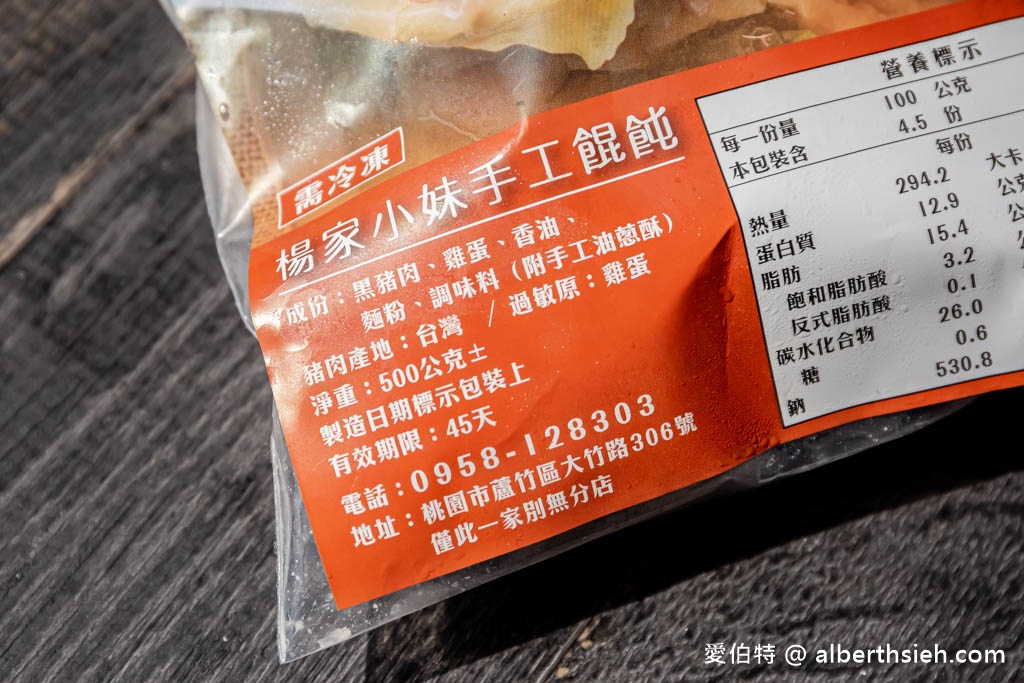 需冷凍
楊家小妹手工餛飩
成份：黑豬肉、雞蛋、香油、
麵粉、調味料（附手工油蔥酥）
豬肉產地：台灣 / 過敏原：雞蛋
淨重：500公克±
製造日期標示包裝上
有效期限：45天
電話：0958-128303
地址：桃園市蘆竹區大竹路306號
僅此一家別無分店
營養標示
每一份量 100 公克
本包裝含 4.5 份
每份
熱量 294.2 大卡
蛋白質 12.9 公克
脂肪 15.4
飽和脂肪酸 3.2
反式脂肪酸 0.1
碳水化合物 26.0
糖 0.6
鈉 530.8
愛伯特 @ alberthsieh.com